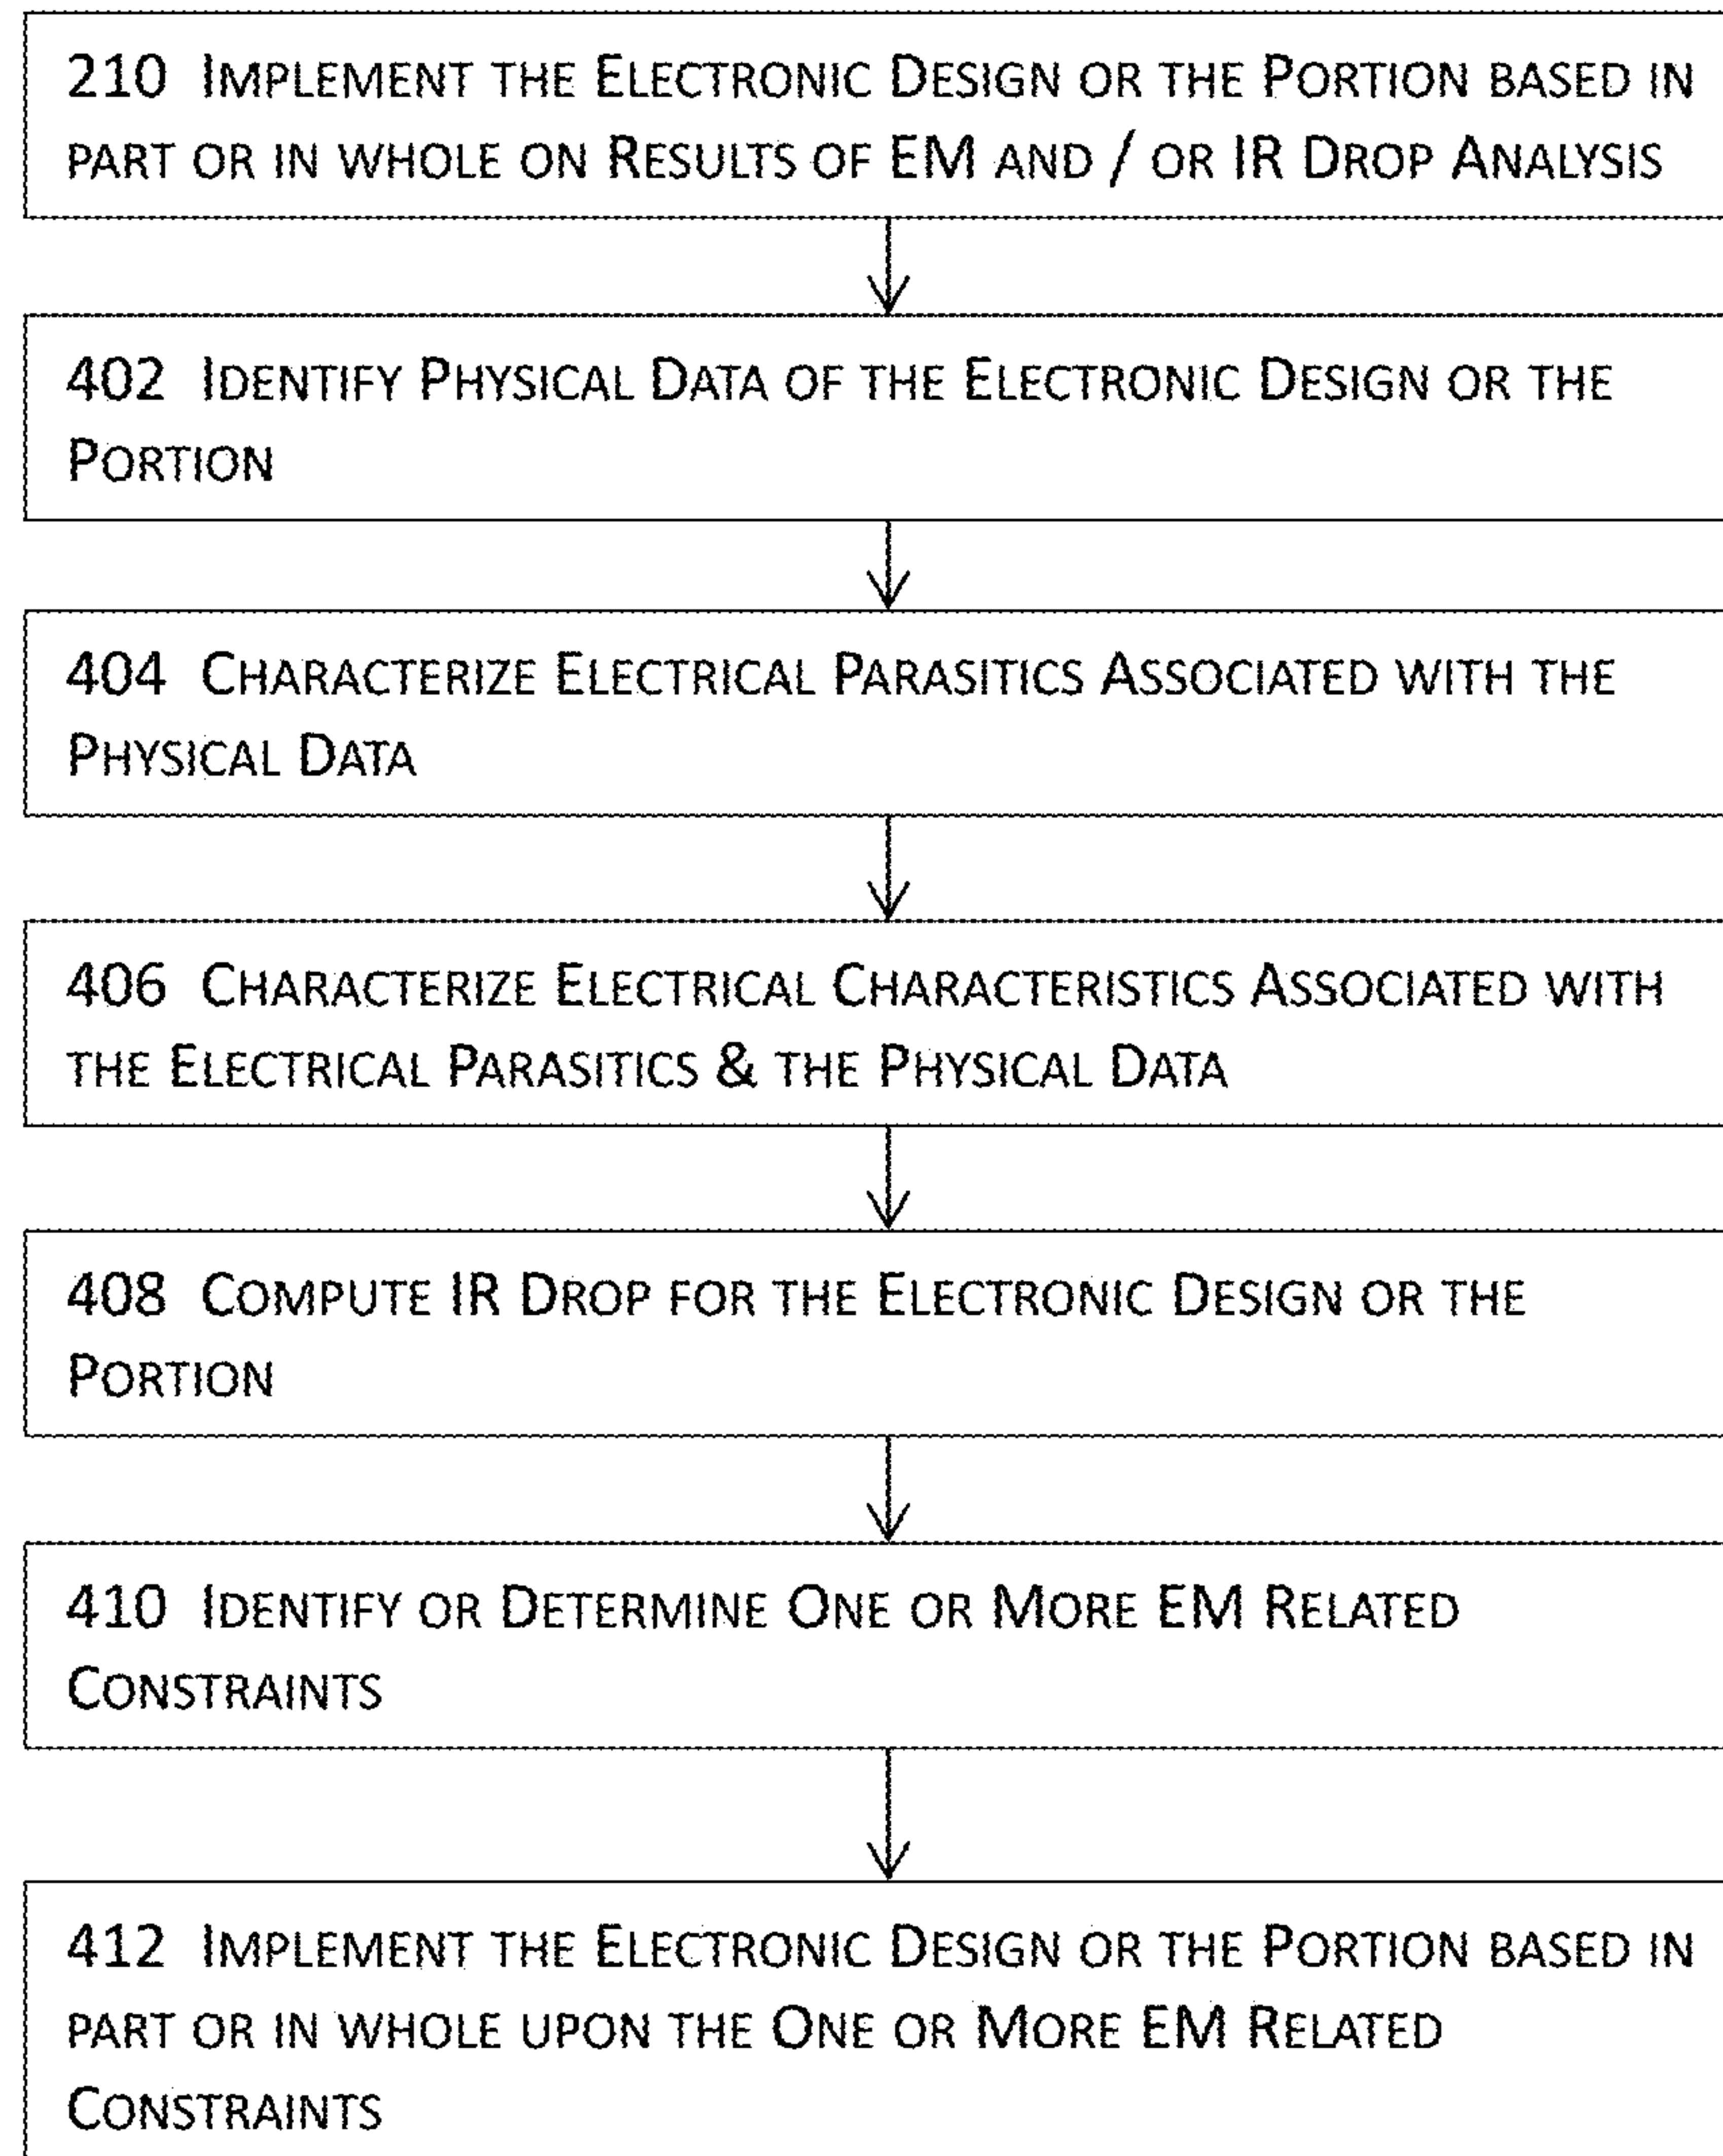 210 Implement the Electronic Design or the Portion based in
part or in whole on Results of EM and / or IR Drop Analysis
402 Identify Physical Data of the Electronic Design or the
Portion
404 Characterize Electrical Parasitics Associated with the
Physical Data
406 Characterize Electrical Characteristics Associated with
the Electrical Parasitics & the Physical Data
408 Compute IR Drop for the Electronic Design or the
Portion
410 Identify or Determine One or More EM Related
Constraints
412 Implement the Electronic Design or the Portion based in
part or in whole upon the One or More EM Related
Constraints